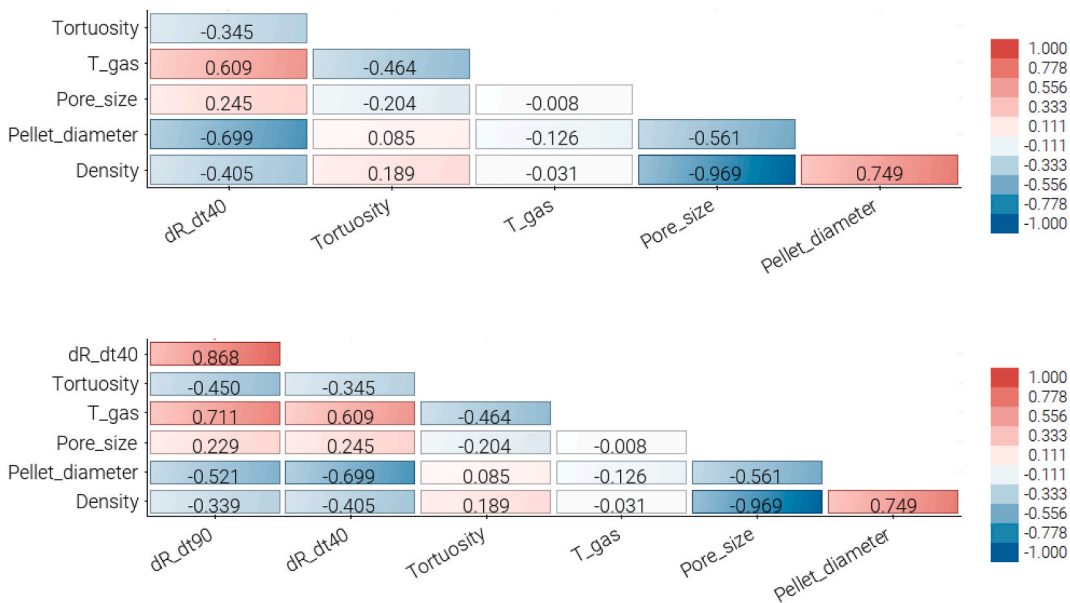 Tortuosity -0.345
T_gas 0.609 -0.464
Pore_size 0.245 -0.204 -0.008
Pellet_diameter -0.699 0.085 -0.126 -0.561
Density -0.405 0.189 -0.031 -0.969 0.749
dR_dt40 Tortuosity T_gas Pore_size Pellet_diameter
1.000
0.778
0.556
0.333
0.111
-0.111
-0.333
-0.556
-0.778
-1.000
dR_dt40 0.868
Tortuosity -0.450 -0.345
T_gas 0.711 0.609 -0.464
Pore_size 0.229 0.245 -0.204 -0.008
Pellet_diameter -0.521 -0.699 0.085 -0.126 -0.561
Density -0.339 -0.405 0.189 -0.031 -0.969 0.749
dR_dt90 dR_dt40 Tortuosity T_gas Pore_size Pellet_diameter
1.000
0.778
0.556
0.333
0.111
-0.111
-0.333
-0.556
-0.778
-1.000